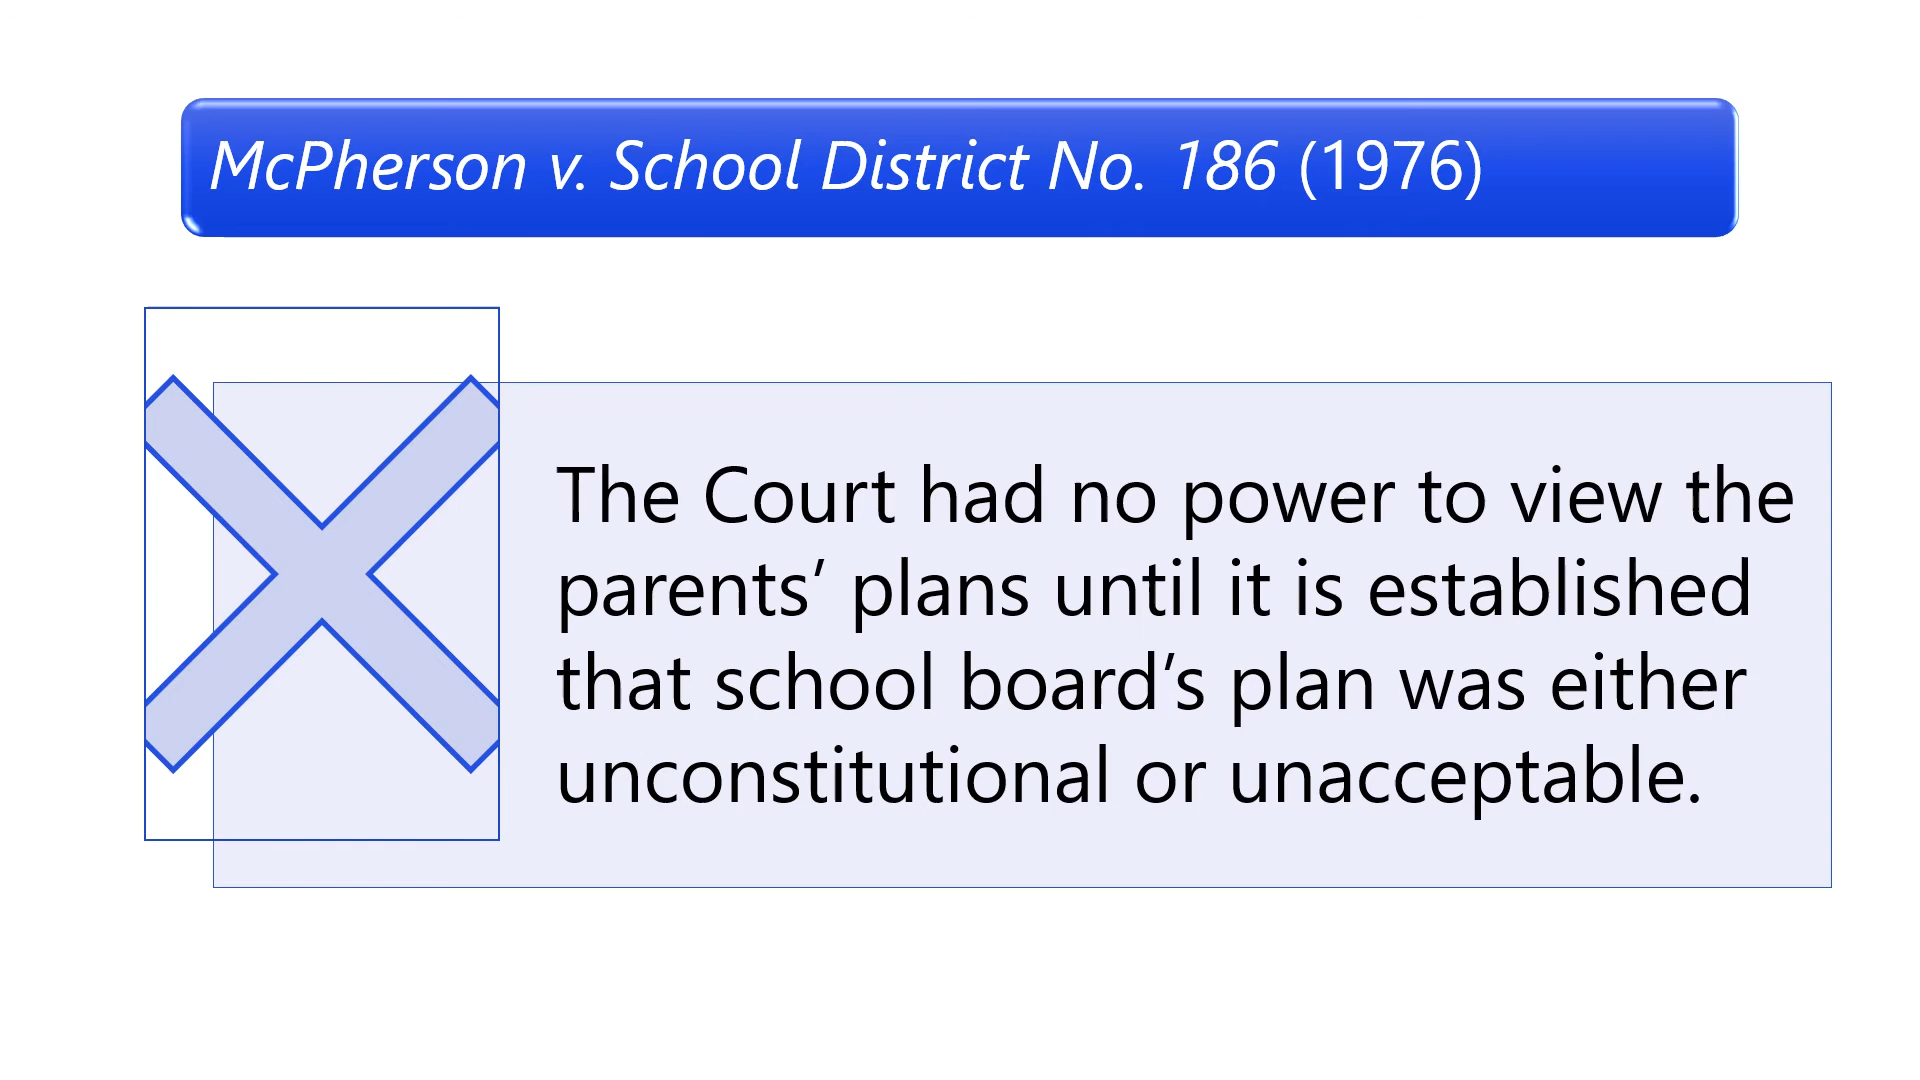 McPherson v. School District No. 186 (1976)
The Court had no power to view the
parents’ plans until it is established
that school board’s plan was either
unconstitutional or unacceptable.